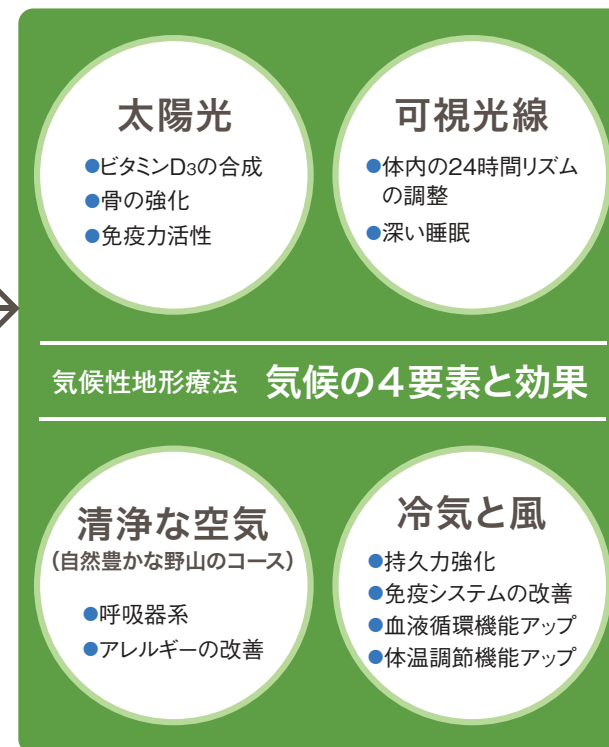 太陽光
●ビタミンD3の合成
●骨の強化
●免疫力活性
可視光線
●体内の24時間リズム
の調整
●深い睡眠
気候性地形療法 気候の4要素と効果
清浄な空気
(自然豊かな野山のコース)
●呼吸器系
●アレルギーの改善
冷気と風
●持久力強化
●免疫システムの改善
●血液循環機能アップ
●体温調節機能アップ